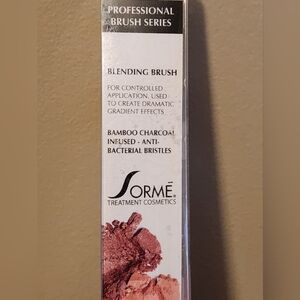 PROFESSIONAL
BRUSH SERIES
BLENDING BRUSH
FOR CONTROLLED
APPLICATION. USED
TO CREATE DRAMATIC
GRADIENT EFFECTS
BAMBOO CHARCOAL
INFUSED - ANTI-
BACTERIAL BRISTLES
SORMĒ®
TREATMENT COSMETICS